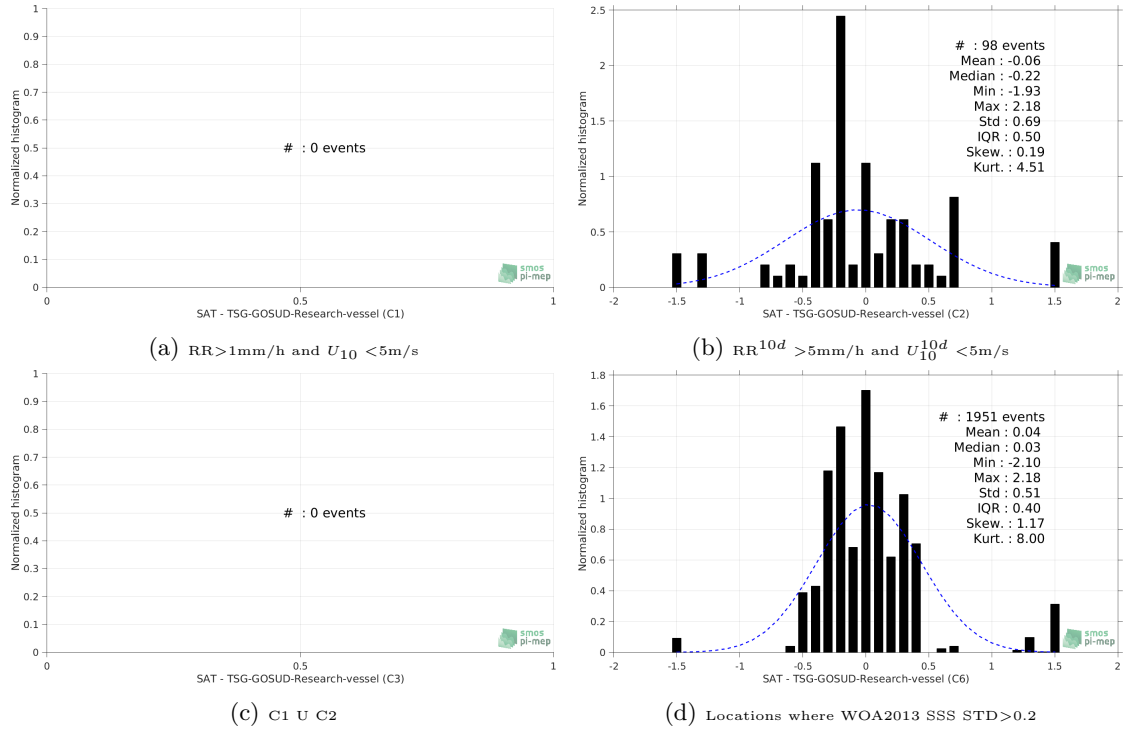 1
0.9
0.8
0.7
0.6
0.5
0.4
0.3
0.2
0.1
0
Normalized histogram
# : 0 events
smos
pi-mep
0 0.5 1
SAT - TSG-GOSUD-Research-vessel (C1)
(a) RR>1mm/h and U10 <5m/s
2.5
2
1.5
1
0.5
0
Normalized histogram
# : 98 events
Mean : -0.06
Median : -0.22
Min : -1.93
Max : 2.18
Std : 0.69
IQR : 0.50
Skew. : 0.19
Kurt. : 4.51
smos
pi-mep
-2 -1.5 -1 -0.5 0 0.5 1 1.5 2
SAT - TSG-GOSUD-Research-vessel (C2)
(b) RR^10d >5mm/h and U10^10d <5m/s
1
0.9
0.8
0.7
0.6
0.5
0.4
0.3
0.2
0.1
0
Normalized histogram
# : 0 events
smos
pi-mep
0 0.5 1
SAT - TSG-GOSUD-Research-vessel (C3)
(c) C1 U C2
1.8
1.6
1.4
1.2
1
0.8
0.6
0.4
0.2
0
Normalized histogram
# : 1951 events
Mean : 0.04
Median : 0.03
Min : -2.10
Max : 2.18
Std : 0.51
IQR : 0.40
Skew. : 1.17
Kurt. : 8.00
smos
pi-mep
-2 -1.5 -1 -0.5 0 0.5 1 1.5 2
SAT - TSG-GOSUD-Research-vessel (C6)
(d) Locations where WOA2013 SSS STD>0.2